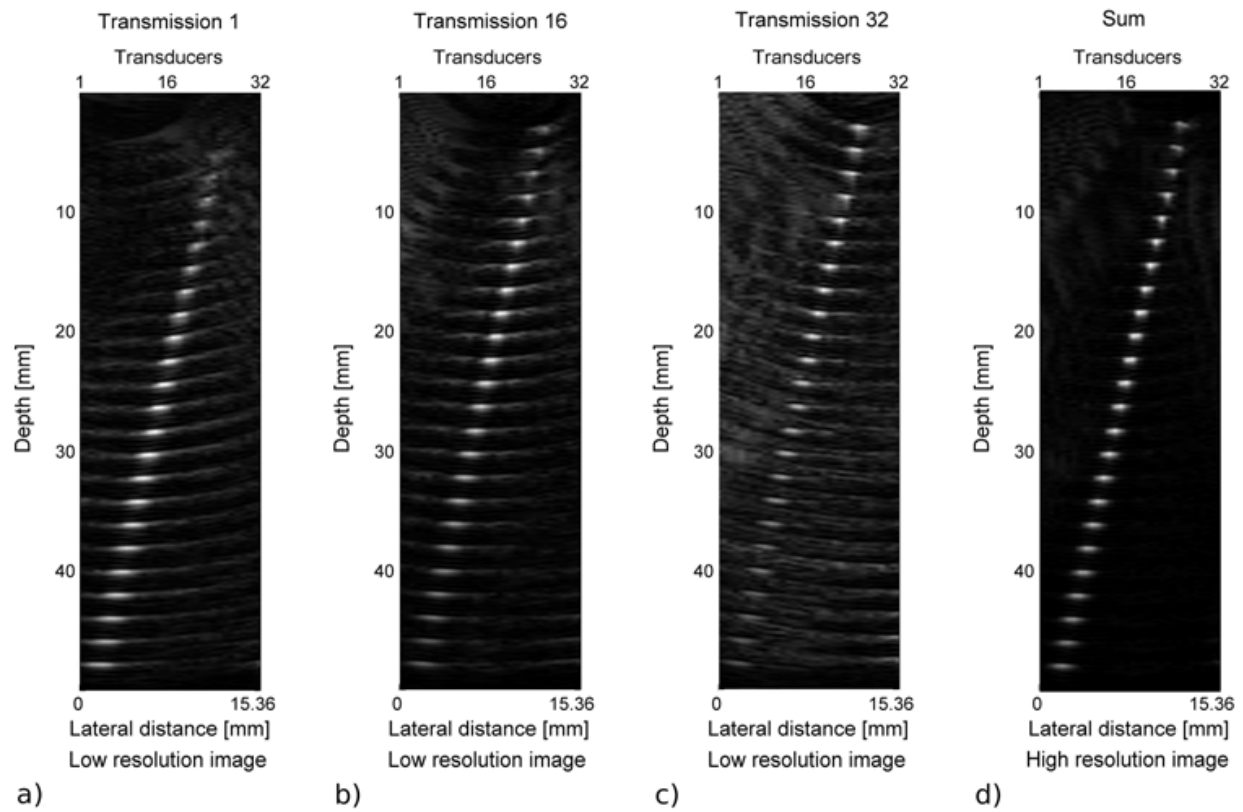 Transmission 1
Transducers
1 16 32
10
20
30
40
Depth [mm]
0 15.36
Lateral distance [mm]
Low resolution image
a)
Transmission 16
Transducers
1 16 32
10
20
30
40
Depth [mm]
0 15.36
Lateral distance [mm]
Low resolution image
b)
Transmission 32
Transducers
1 16 32
10
20
30
40
Depth [mm]
0 15.36
Lateral distance [mm]
Low resolution image
c)
Sum
Transducers
1 16 32
10
20
30
40
Depth [mm]
0 15.36
Lateral distance [mm]
High resolution image
d)